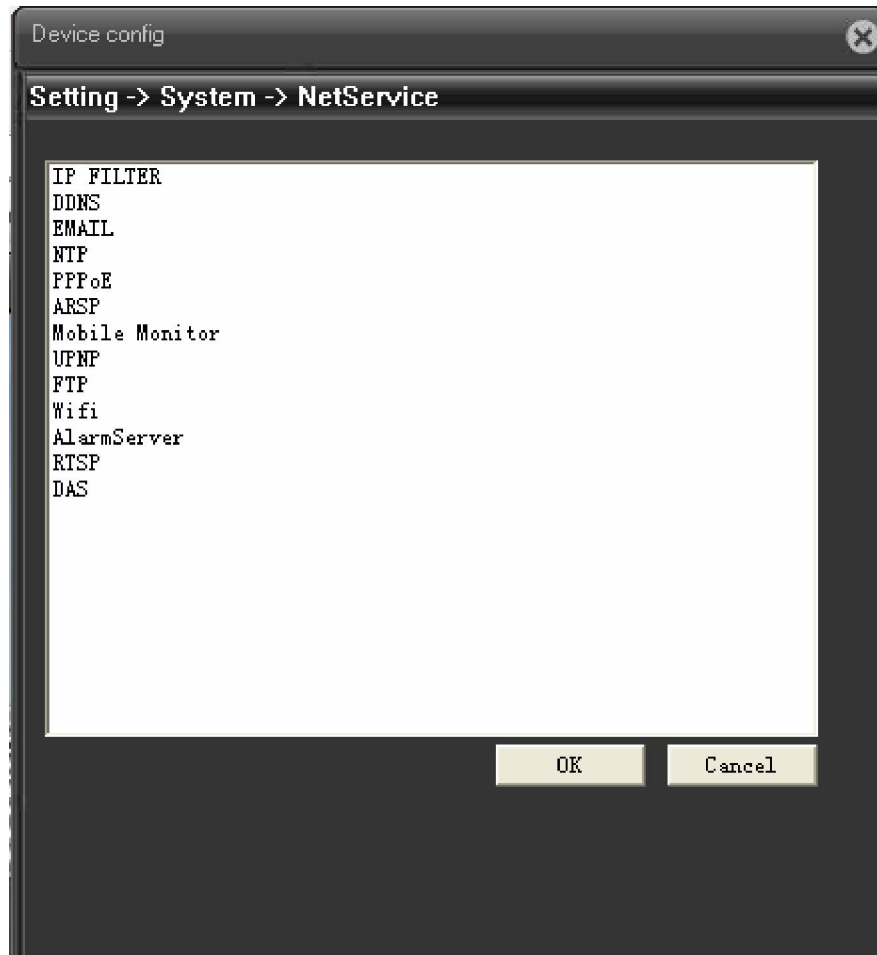 Device config
Setting -> System -> NetService
IP FILTER
DDNS
EMAIL
NTP
PPPoE
ARSP
Mobile Monitor
UPNP
FTP
Wifi
AlarmServer
RTSP
DAS
OK Cancel